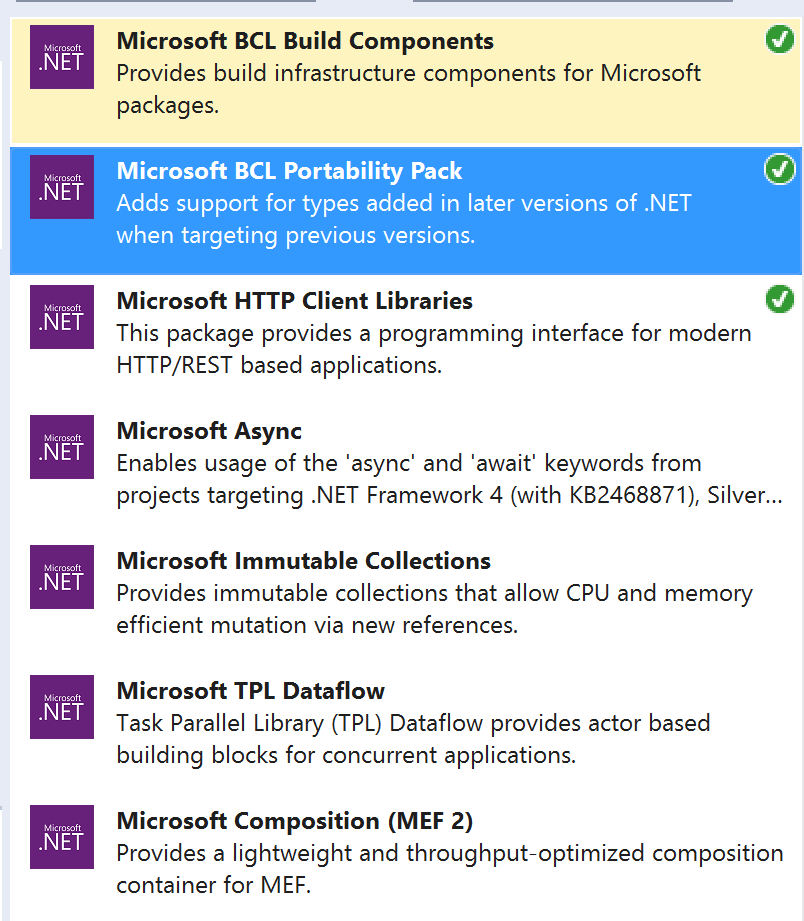 Microsoft
.NET
Microsoft BCL Build Components
Provides build infrastructure components for Microsoft
packages.
Microsoft
.NET
Microsoft BCL Portability Pack
Adds support for types added in later versions of .NET
when targeting previous versions.
Microsoft
.NET
Microsoft HTTP Client Libraries
This package provides a programming interface for modern
HTTP/REST based applications.
Microsoft
.NET
Microsoft Async
Enables usage of the 'async' and 'await' keywords from
projects targeting .NET Framework 4 (with KB2468871), Silver...
Microsoft
.NET
Microsoft Immutable Collections
Provides immutable collections that allow CPU and memory
efficient mutation via new references.
Microsoft
.NET
Microsoft TPL Dataflow
Task Parallel Library (TPL) Dataflow provides actor based
building blocks for concurrent applications.
Microsoft
.NET
Microsoft Composition (MEF 2)
Provides a lightweight and throughput-optimized composition
container for MEF.